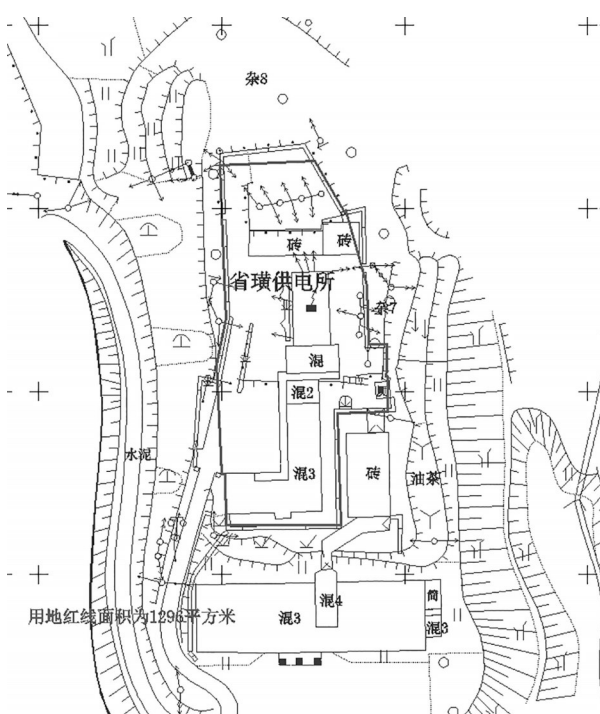 杂8
砖
砖
省璜供电所
杂7
混
混2
厕
水泥
混3
砖
油茶
用地红线面积为1296平方米
混3
混4
简
混3